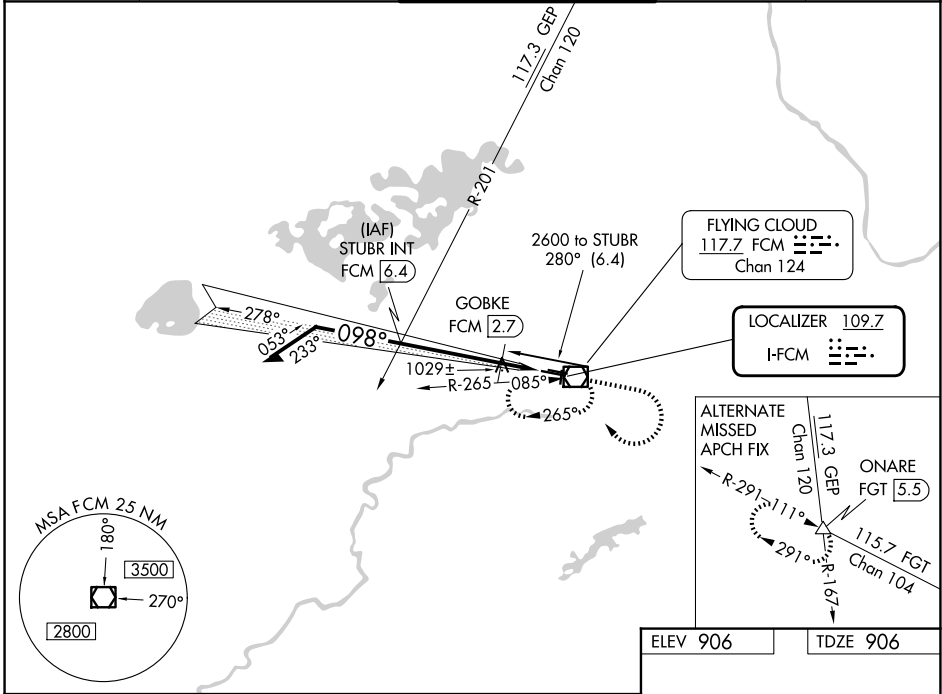 117.3 GEP
Chan 120
R-201
(IAF)
STUBR INT
FCM 6.4
2600 to STUBR
280° (6.4)
FLYING CLOUD
117.7 FCM
Chan 124
GOBKE
FCM 2.7
LOCALIZER 109.7
I-FCM
278°
098°
053°
233°
1029±
R-265
085°
265°
ALTERNATE
MISSED
APCH FIX
117.3 GEP
Chan 120
ONARE
FGT 5.5
R-291
111°
291°
115.7 FGT
Chan 104
R-167
MSA FCM 25 NM
180°
3500
270°
2800
ELEV 906
TDZE 906